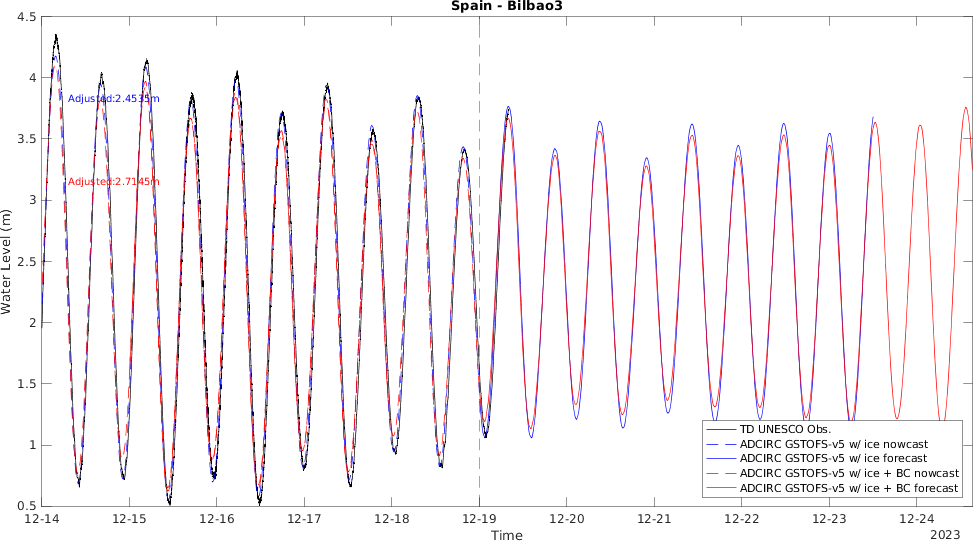 Spain - Bilbao3
4.5
4
3.5
3
2.5
2
1.5
1
0.5
Water Level (m)
Adjusted:2.4535m
Adjusted:2.7145m
TD UNESCO Obs.
ADCIRC GSTOFS-v5 w/ ice nowcast
ADCIRC GSTOFS-v5 w/ ice forecast
ADCIRC GSTOFS-v5 w/ ice + BC nowcast
ADCIRC GSTOFS-v5 w/ ice + BC forecast
12-14 12-15 12-16 12-17 12-18 12-19 12-20 12-21 12-22 12-23 12-24
Time
2023